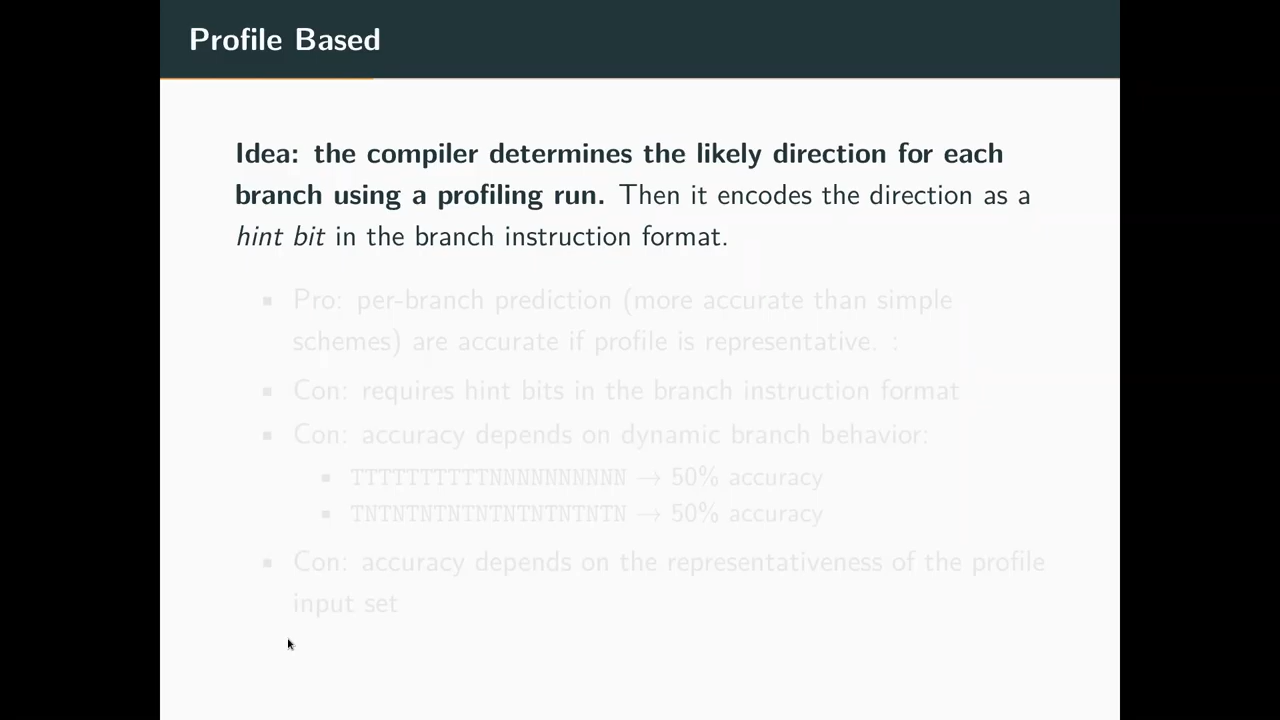 Profile Based
Idea: the compiler determines the likely direction for each
branch using a profiling run. Then it encodes the direction as a
hint bit in the branch instruction format.
▪ Pro: per-branch prediction (more accurate than simple
schemes) are accurate if profile is representative. :
▪ Con: requires hint bits in the branch instruction format
▪ Con: accuracy depends on dynamic branch behavior:
▪ TTTTTTTTTTNNNNNNNNNN → 50% accuracy
▪ TNTNTNTNTNTNTNTNTNTN → 50% accuracy
▪ Con: accuracy depends on the representativeness of the profile
input set